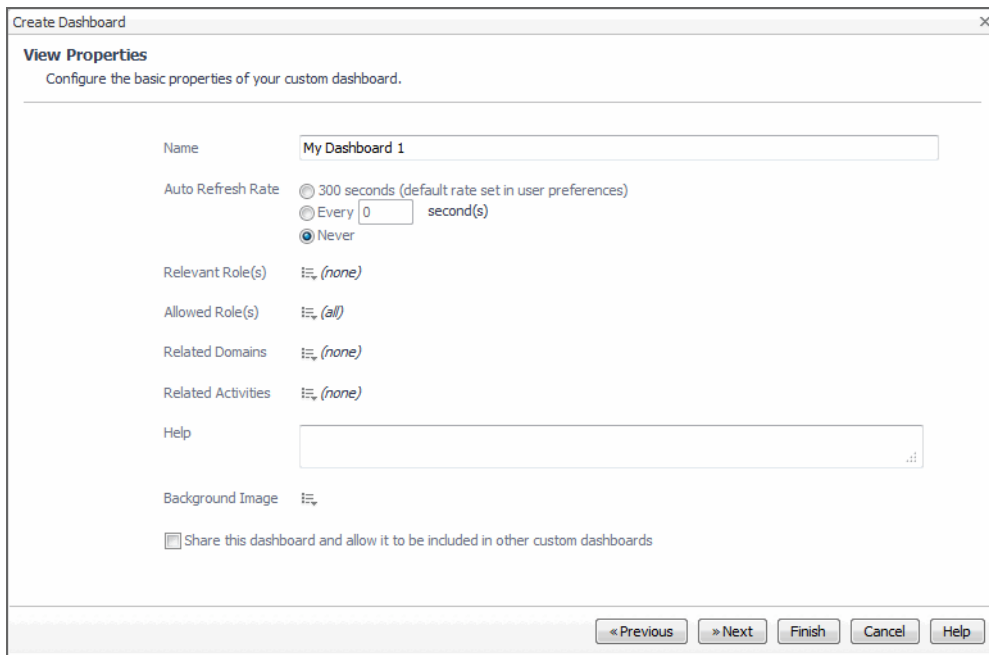 Create Dashboard
View Properties
Configure the basic properties of your custom dashboard.
Name My Dashboard 1
Auto Refresh Rate 300 seconds (default rate set in user preferences)
Every 0 second(s)
Never
Relevant Role(s) (none)
Allowed Role(s) (all)
Related Domains (none)
Related Activities (none)
Help
Background Image
Share this dashboard and allow it to be included in other custom dashboards
«Previous »Next Finish Cancel Help